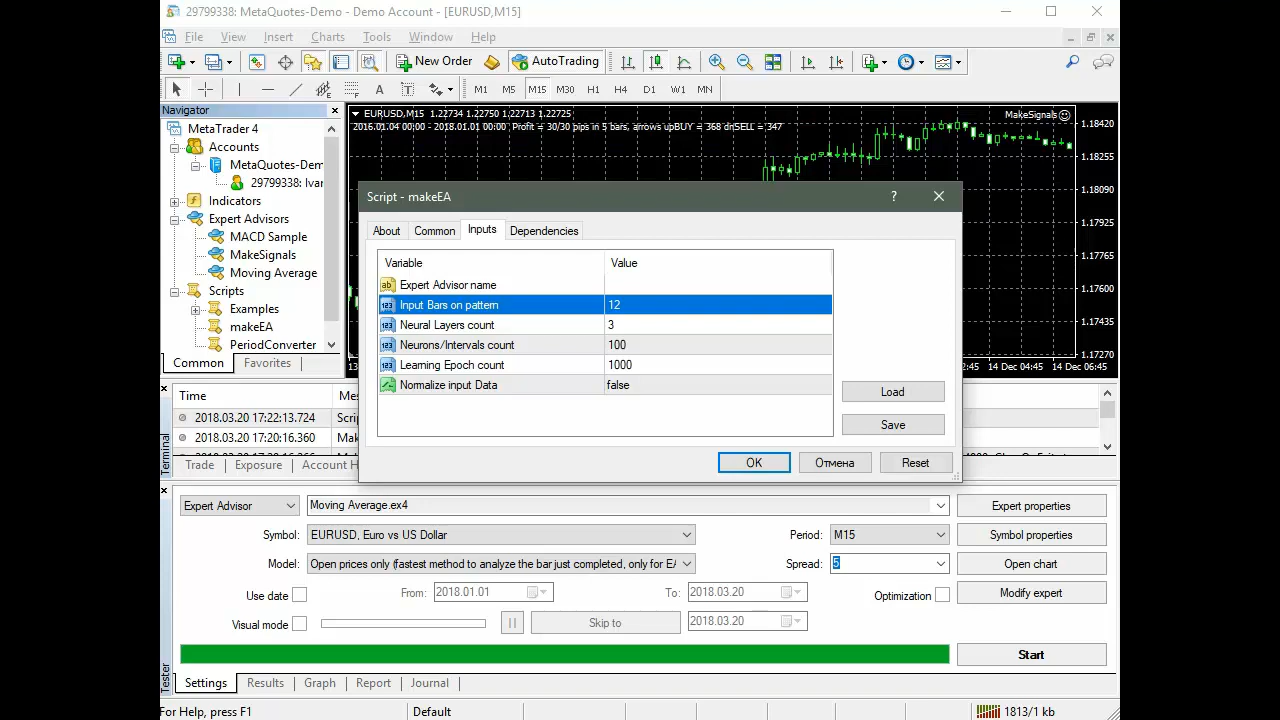 29799338: MetaQuotes-Demo - Demo Account - [EURUSD,M15]
File View Insert Charts Tools Window Help
New Order AutoTrading
A T M1 M5 M15 M30 H1 H4 D1 W1 MN
Navigator
MetaTrader 4
Accounts
MetaQuotes-Dem
29799338: Ivar
Indicators
Expert Advisors
MACD Sample
MakeSignals
Moving Average
Scripts
Examples
makeEA
PeriodConverter
Common Favorites
EURUSD,M15 1.22734 1.22750 1.22713 1.22725
2016.01.04 00:00 - 2018.01.01 00:00, Profit = 30/30 pips in 5 bars, arrows upBUY = 368 dnSELL = 347
MakeSignals
1.18420
1.18255
1.18090
1.17925
1.17765
1.17600
1.17435
1.17270
2:45 14 Dec 04:45 14 Dec 06:45
Script - makeEA
?
About Common Inputs Dependencies
Variable Value
Expert Advisor name
Input Bars on pattern 12
Neural Layers count 3
Neurons/Intervals count 100
Learning Epoch count 1000
Normalize input Data false
Load
Save
OK Отмена Reset
Time Mes
2018.03.20 17:22:13.724 Scrip
2018.03.20 17:20:16.360 Mak
Terminal
Trade Exposure Account H
Expert Advisor Moving Average.ex4 Expert properties
Symbol: EURUSD, Euro vs US Dollar Period: M15 Symbol properties
Model: Open prices only (fastest method to analyze the bar just completed, only for EA Spread: 5 Open chart
Use date From: 2018.01.01 To: 2018.03.20 Optimization Modify expert
Visual mode Skip to 2018.03.20
Start
Tester
Settings Results Graph Report Journal
For Help, press F1 Default 1813/1 kb